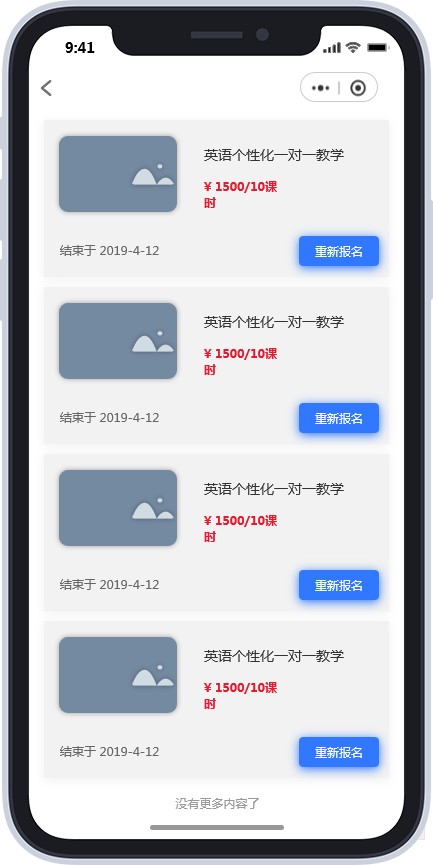 9:41
英语个性化一对一教学
¥ 1500/10课
时
结束于 2019-4-12
重新报名
英语个性化一对一教学
¥ 1500/10课
时
结束于 2019-4-12
重新报名
英语个性化一对一教学
¥ 1500/10课
时
结束于 2019-4-12
重新报名
英语个性化一对一教学
¥ 1500/10课
时
结束于 2019-4-12
重新报名
没有更多内容了